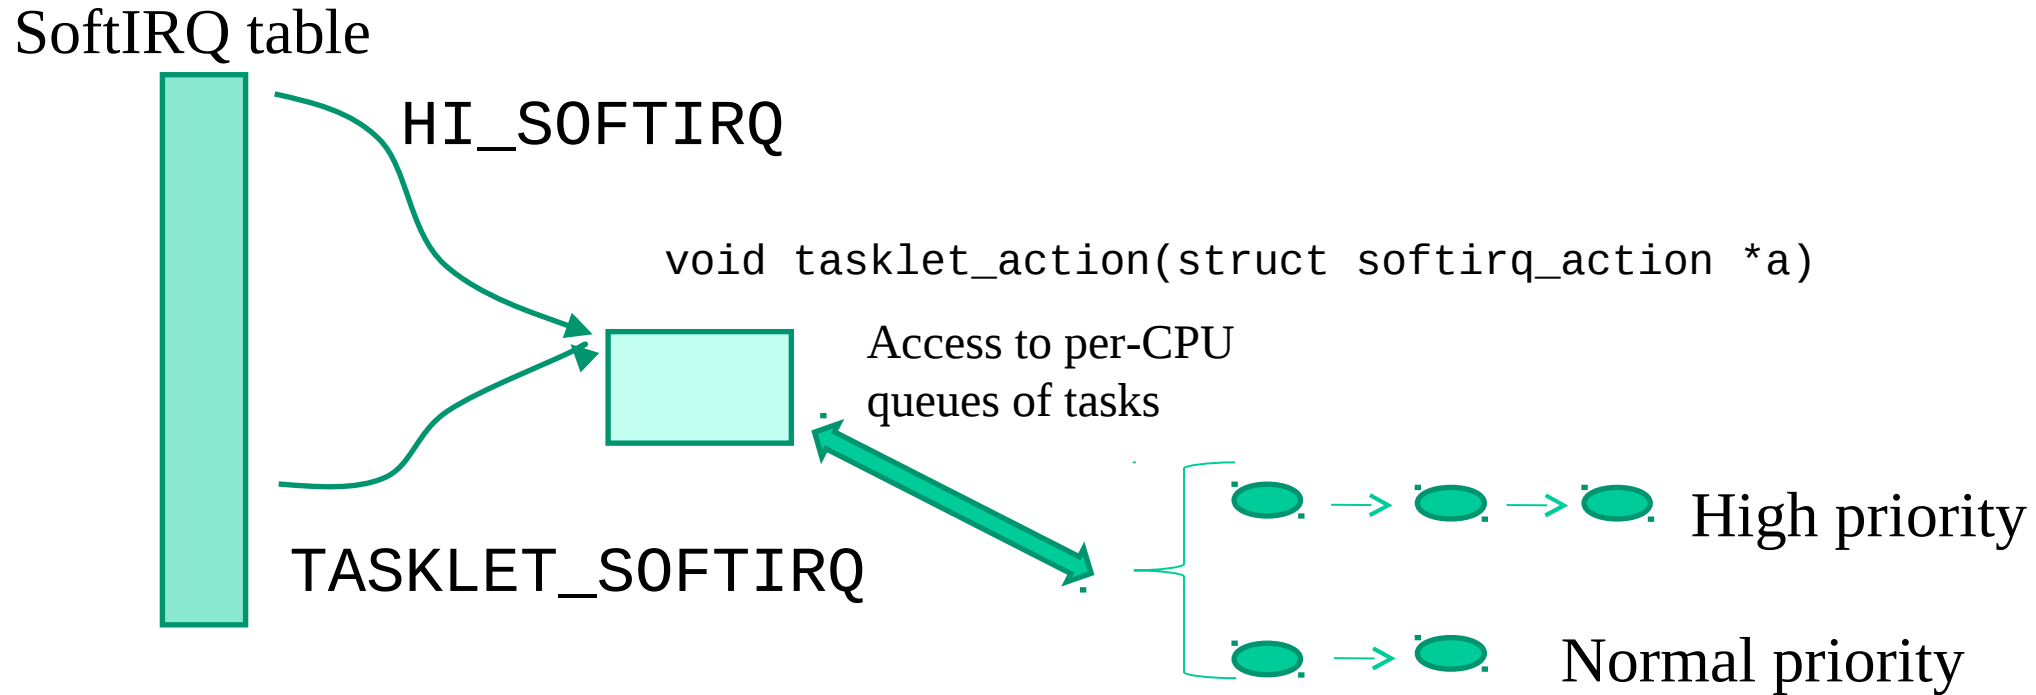 SoftIRQ table
HI_SOFTIRQ
void tasklet_action(struct softirq_action *a)
Access to per-CPU
queues of tasks
High priority
TASKLET_SOFTIRQ
Normal priority